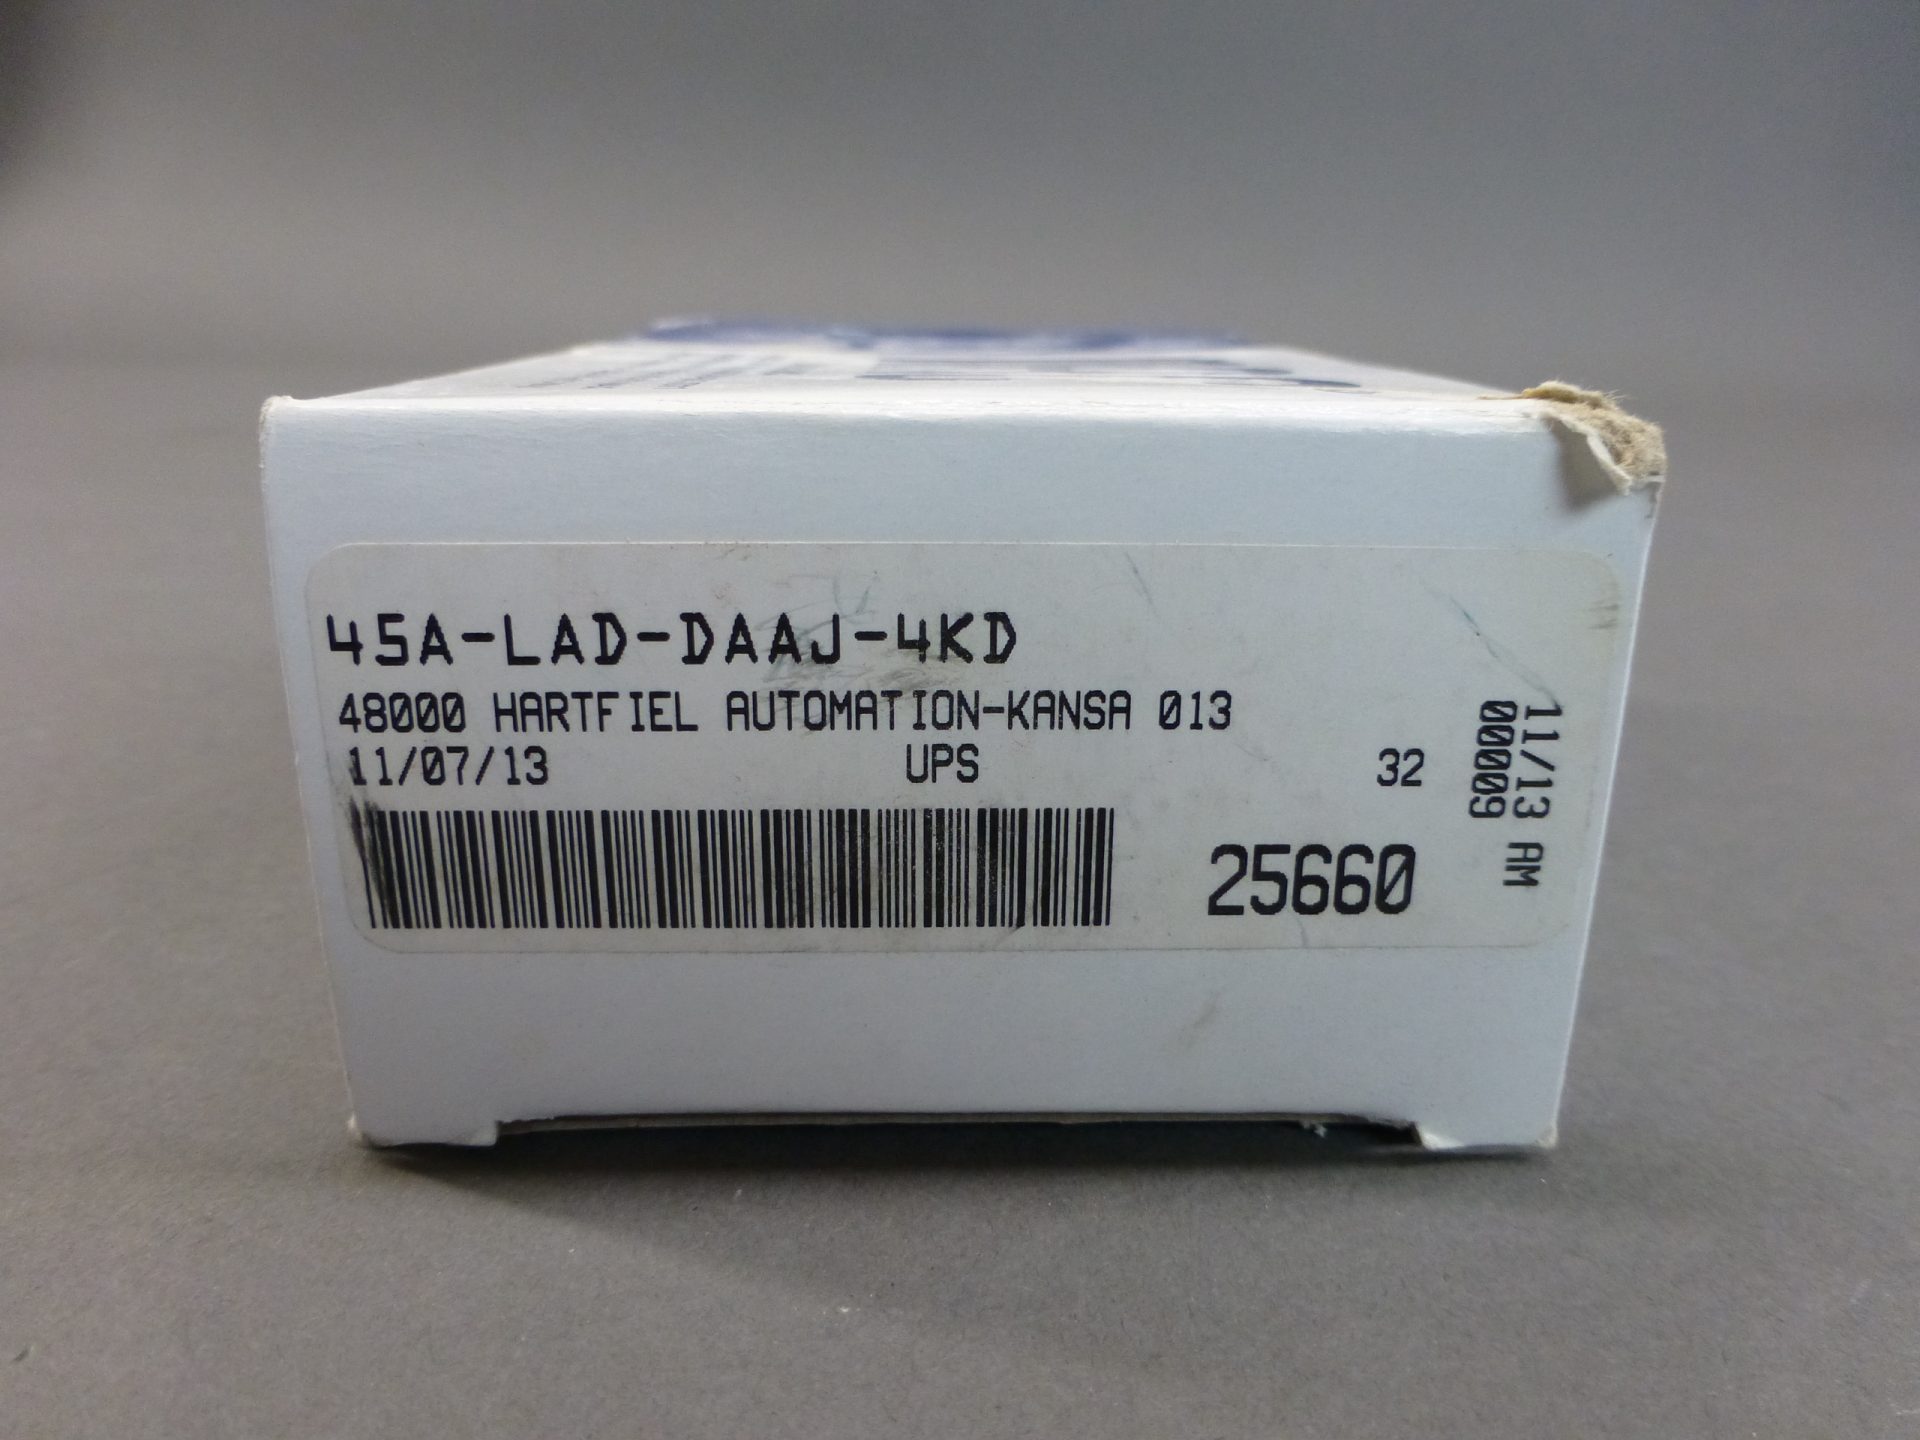 45A-LAD-DAAJ-4KD
48000 HARTFIEL AUTOMATION-KANSA 013
11/07/13 UPS 32
25660
11/13 AM
00009